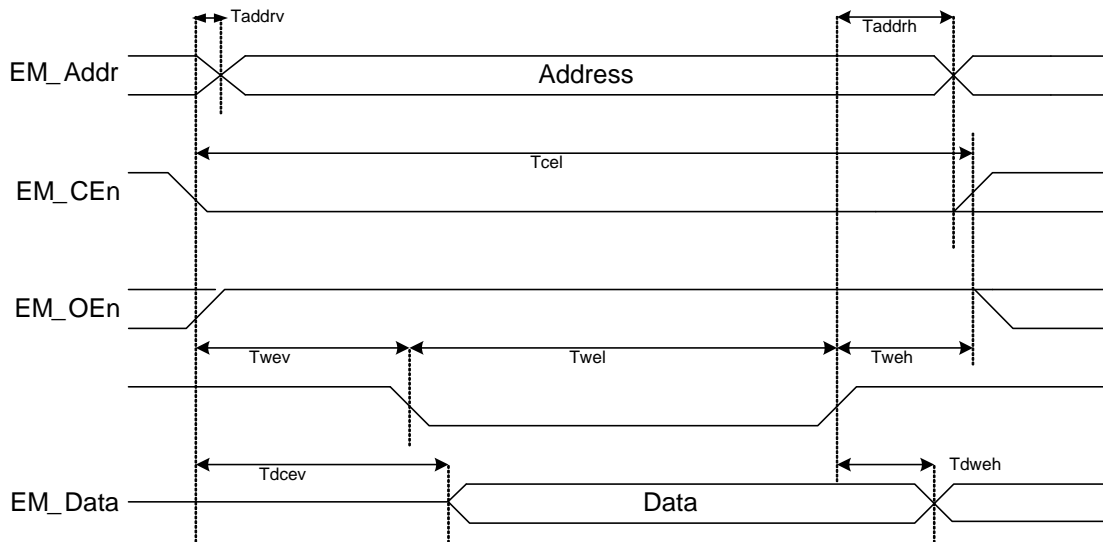 Taddrv
Taddrh
EM_Addr
Address
Tcel
EM_CEn
EM_OEn
Twev
Twel
Tweh
Tdcev
Tdweh
EM_Data
Data